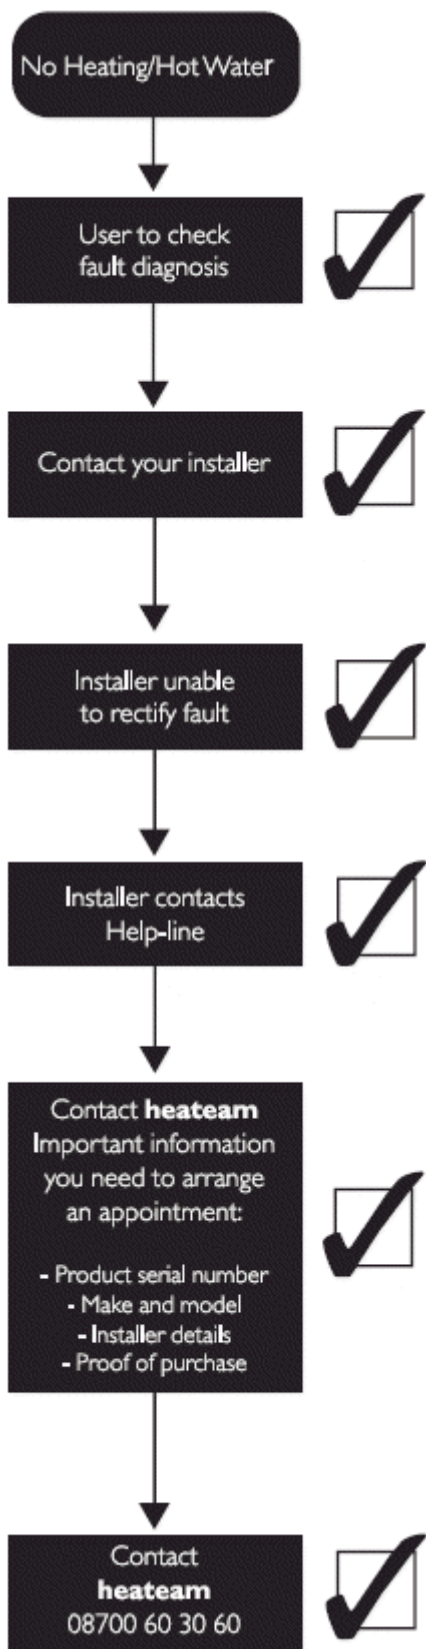 No Heating/Hot Water
User to check
fault diagnosis
Contact your installer
Installer unable
to rectify fault
Installer contacts
Help-line
Contact heateam
Important information
you need to arrange
an appointment:
- Product serial number
- Make and model
- Installer details
- Proof of purchase
Contact
heateam
08700 60 30 60